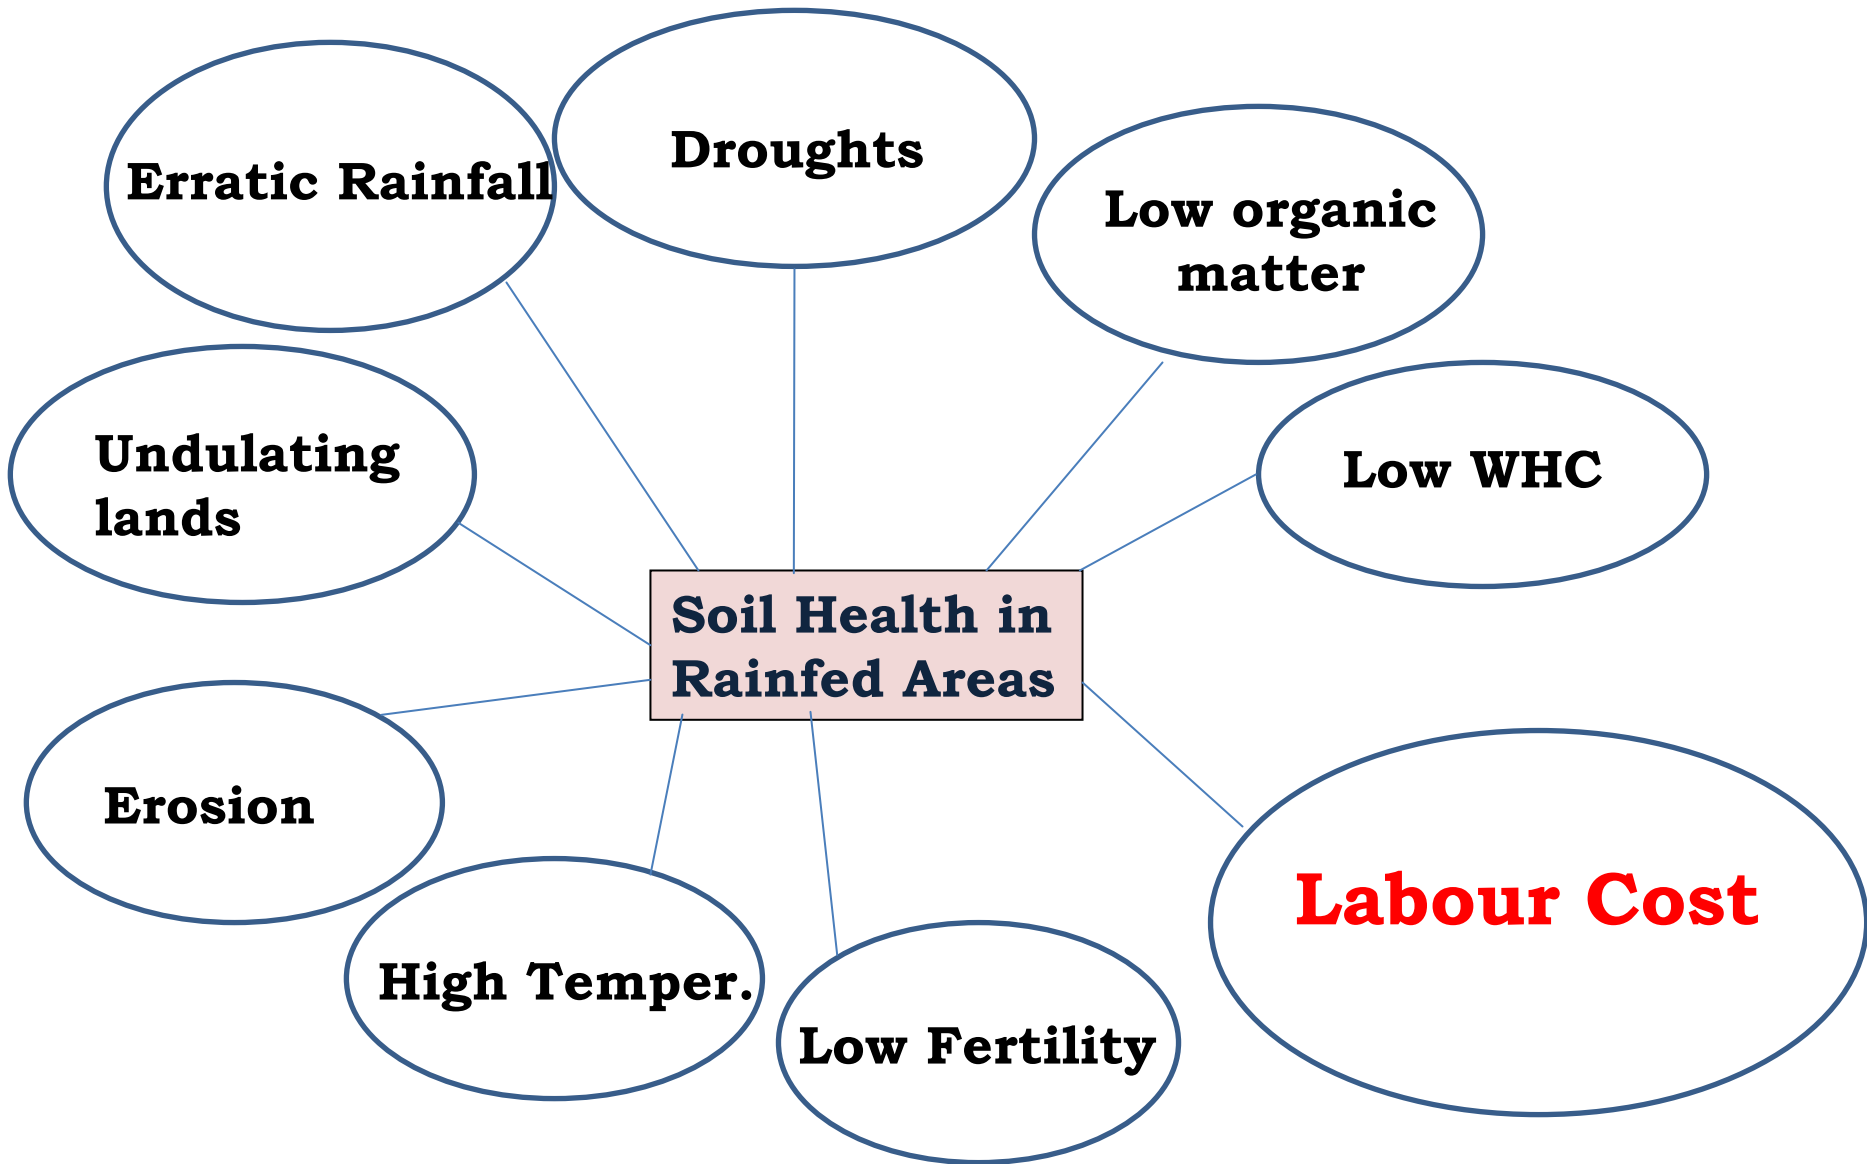 Erratic Rainfall
Droughts
Low organic
matter
Undulating
lands
Low WHC
Soil Health in
Rainfed Areas
Erosion
Labour Cost
High Temper.
Low Fertility